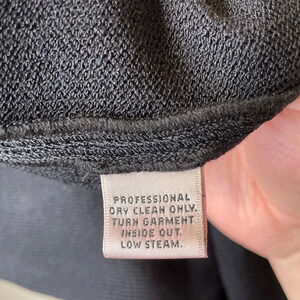 PROFESSIONAL
DRY CLEAN ONLY.
TURN GARMENT
INSIDE OUT.
LOW STEAM.